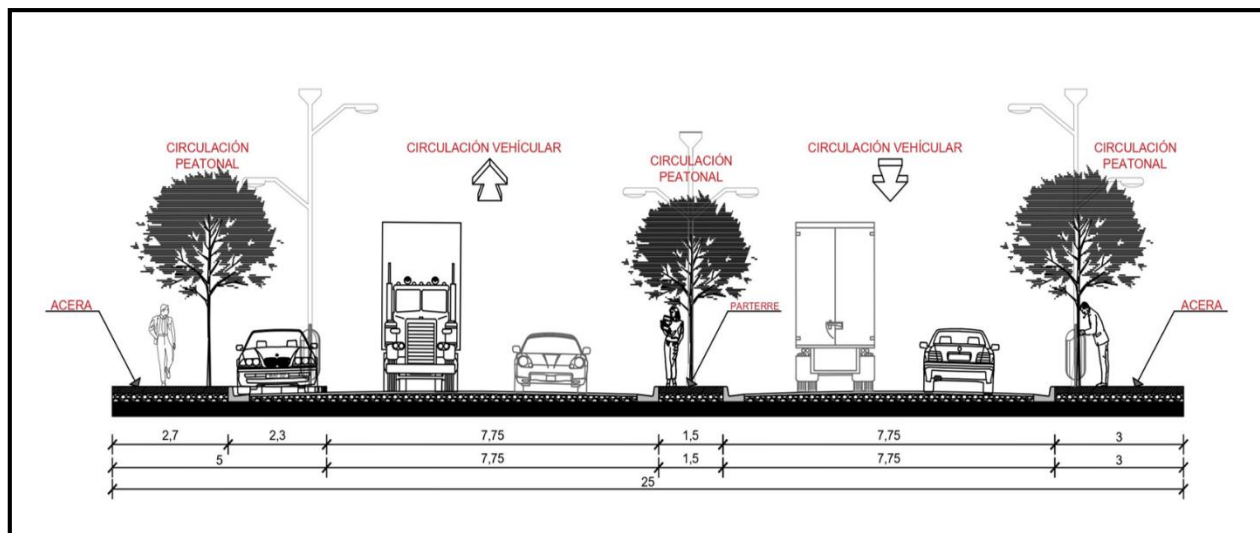 CIRCULACIÓN
PEATONAL
CIRCULACIÓN VEHÍCULAR
CIRCULACIÓN
PEATONAL
CIRCULACIÓN VEHÍCULAR
CIRCULACIÓN
PEATONAL
ACERA
PARTERRE
ACERA
2,7 2,3 7,75 1,5 7,75 3
5 7,75 1,5 7,75 3
25